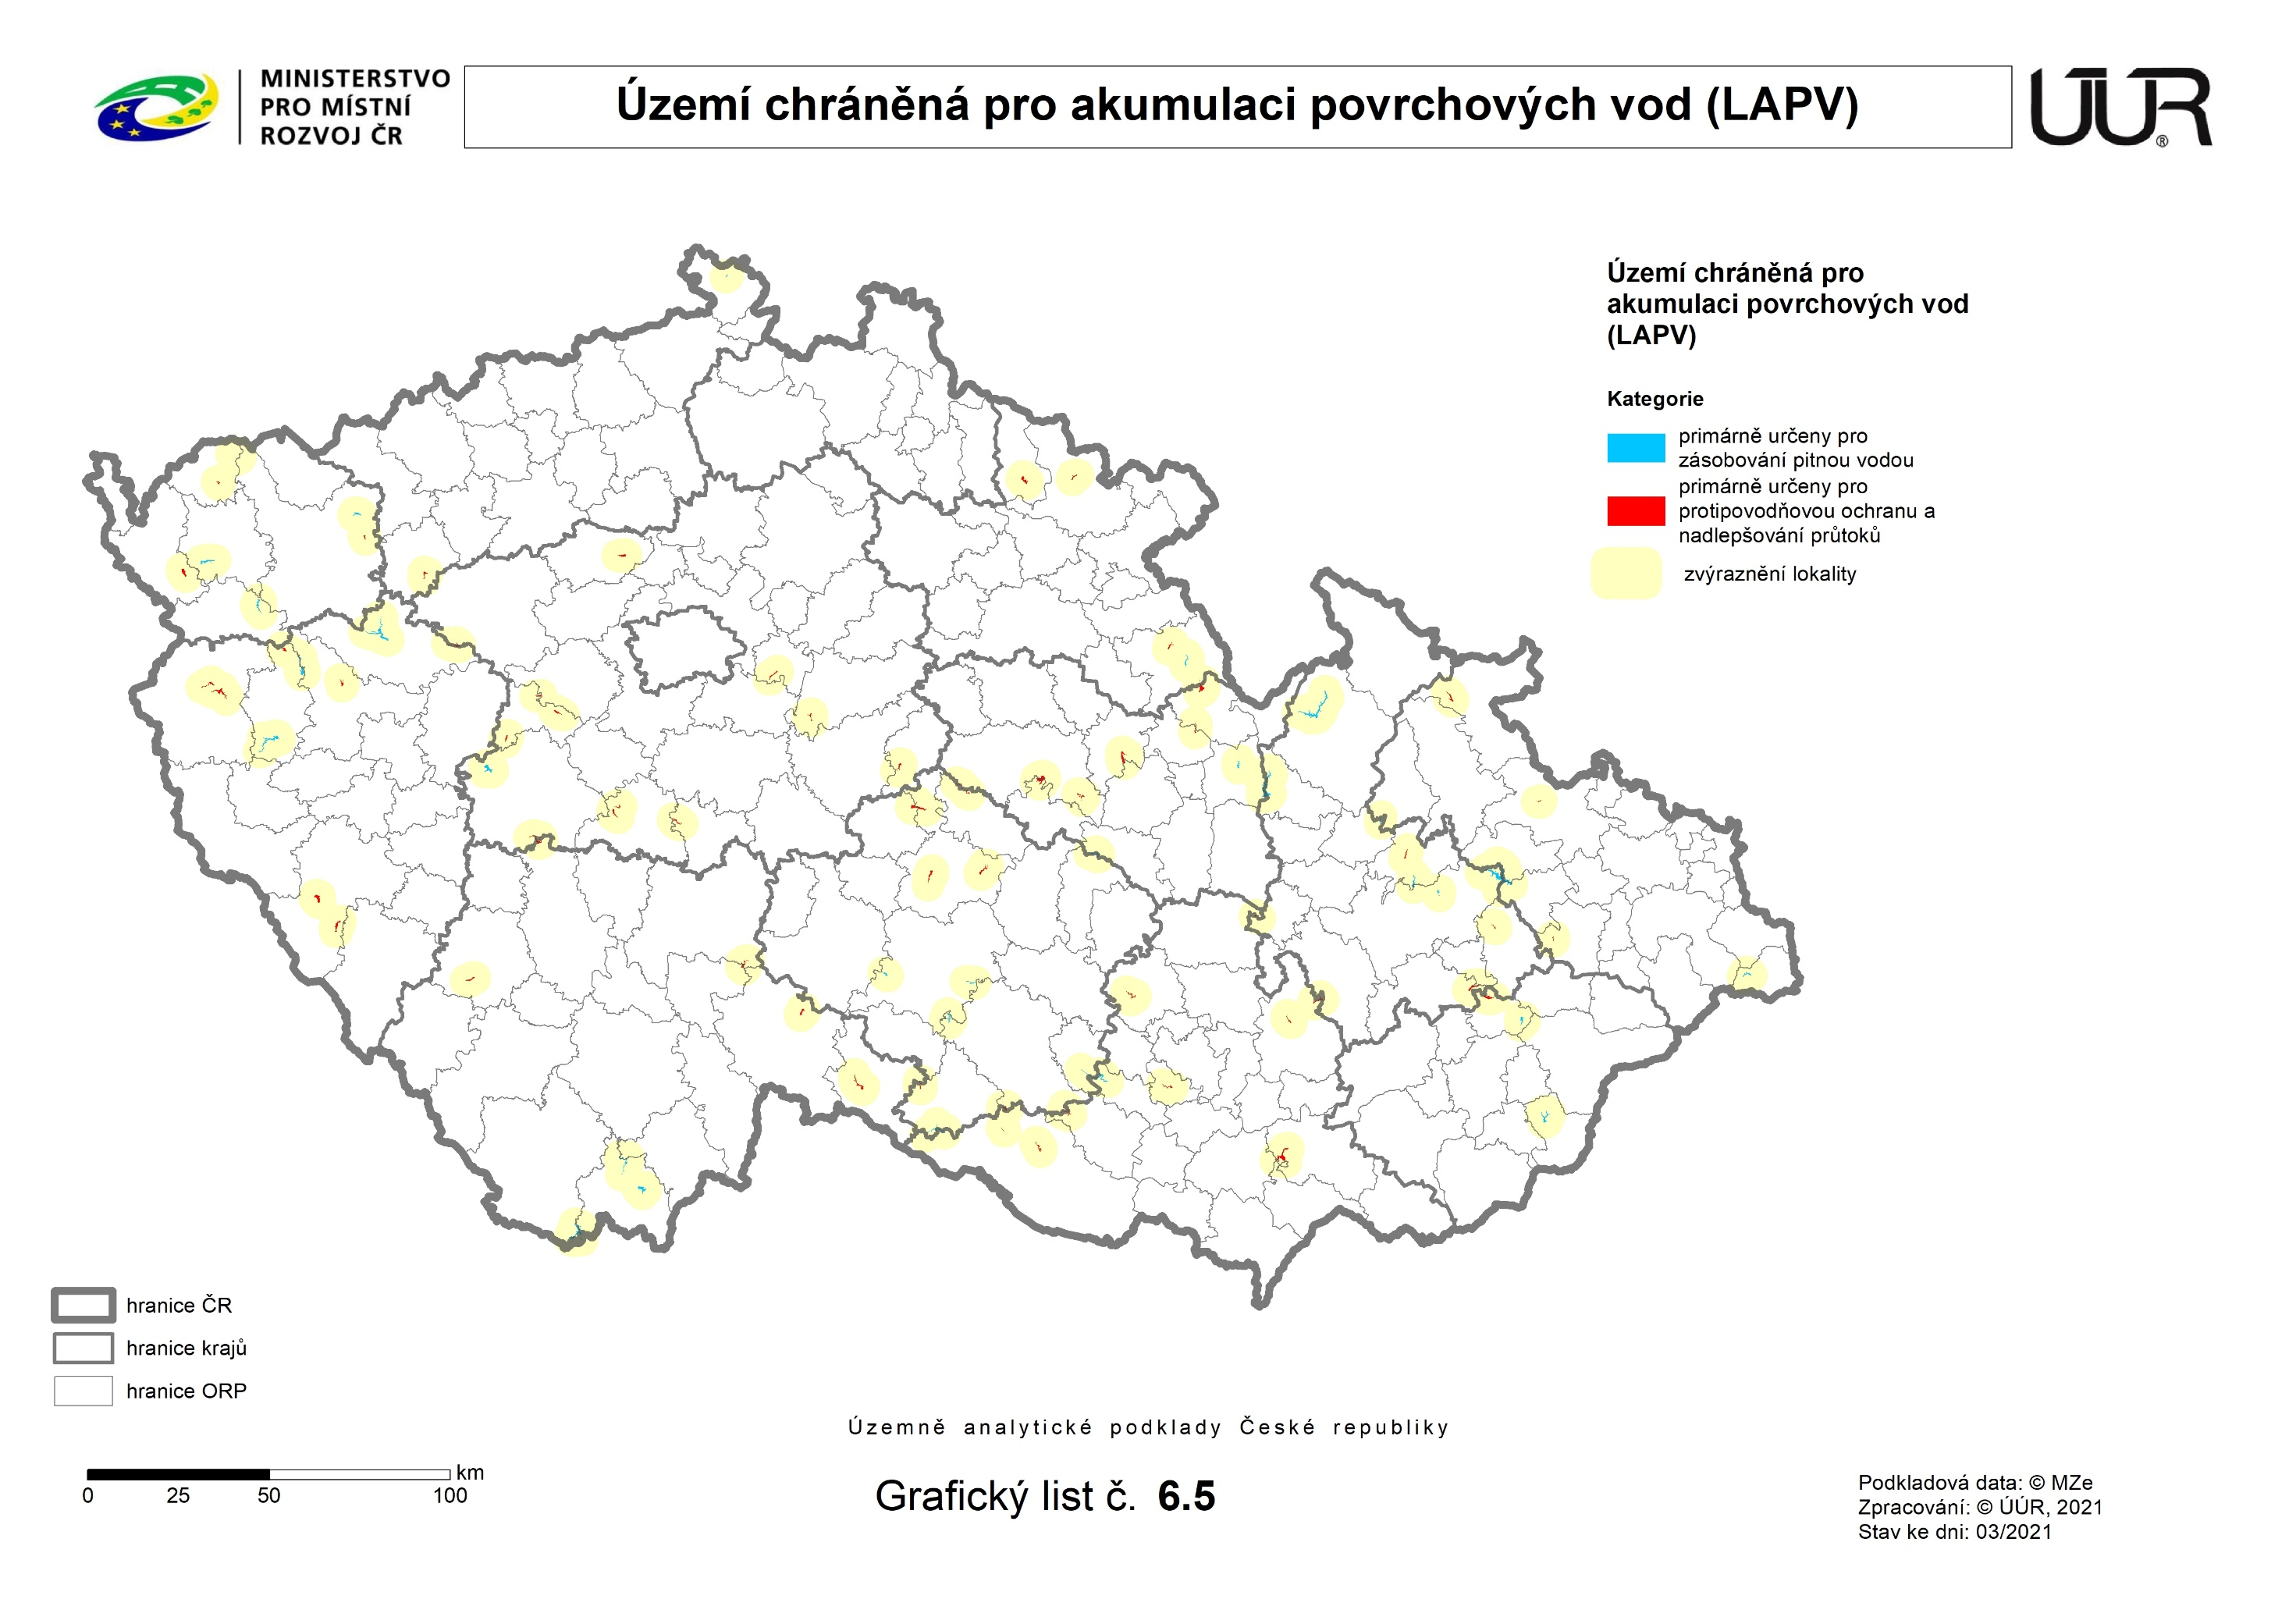 MINISTERSTVO
PRO MÍSTNÍ
ROZVOJ ČR
Území chráněná pro akumulaci povrchových vod (LAPV)
ÚÚR
®
Území chráněná pro
akumulaci povrchových vod
(LAPV)
Kategorie
primárně určeny pro
zásobování pitnou vodou
primárně určeny pro
protipovodňovou ochranu a
nadlepšování průtoků
zvýraznění lokality
hranice ČR
hranice krajů
hranice ORP
Územně analytické podklady České republiky
km
0 25 50 100
Grafický list č. 6.5
Podkladová data: © MZe
Zpracování: © ÚÚR, 2021
Stav ke dni: 03/2021